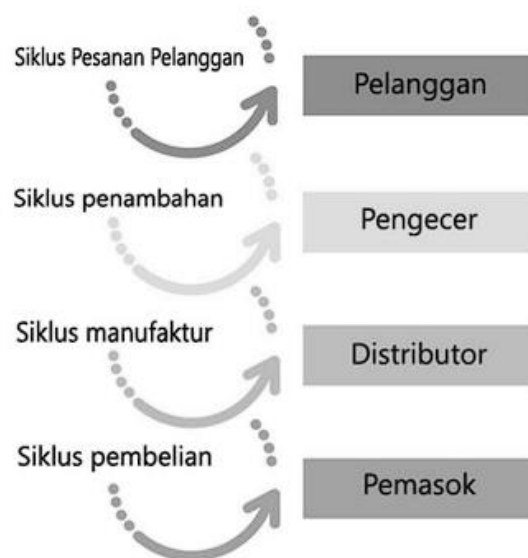 Siklus Pesanan Pelanggan
Pelanggan
Siklus penambahan
Pengecer
Siklus manufaktur
Distributor
Siklus pembelian
Pemasok